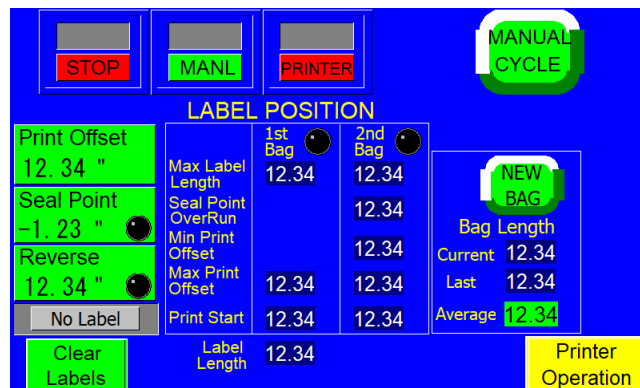 STOP
MANL
PRINTER
MANUAL
CYCLE
LABEL POSITION
Print Offset
12.34 "
Seal Point
-1.23 "
Reverse
12.34 "
No Label
Clear
Labels
1st
Bag
2nd
Bag
Max Label
Length
12.34
12.34
Seal Point
OverRun
12.34
Min Print
Offset
12.34
Max Print
Offset
12.34
12.34
Print Start
12.34
12.34
Label
Length
12.34
NEW
BAG
Bag Length
Current
12.34
Last
12.34
Average
12.34
Printer
Operation